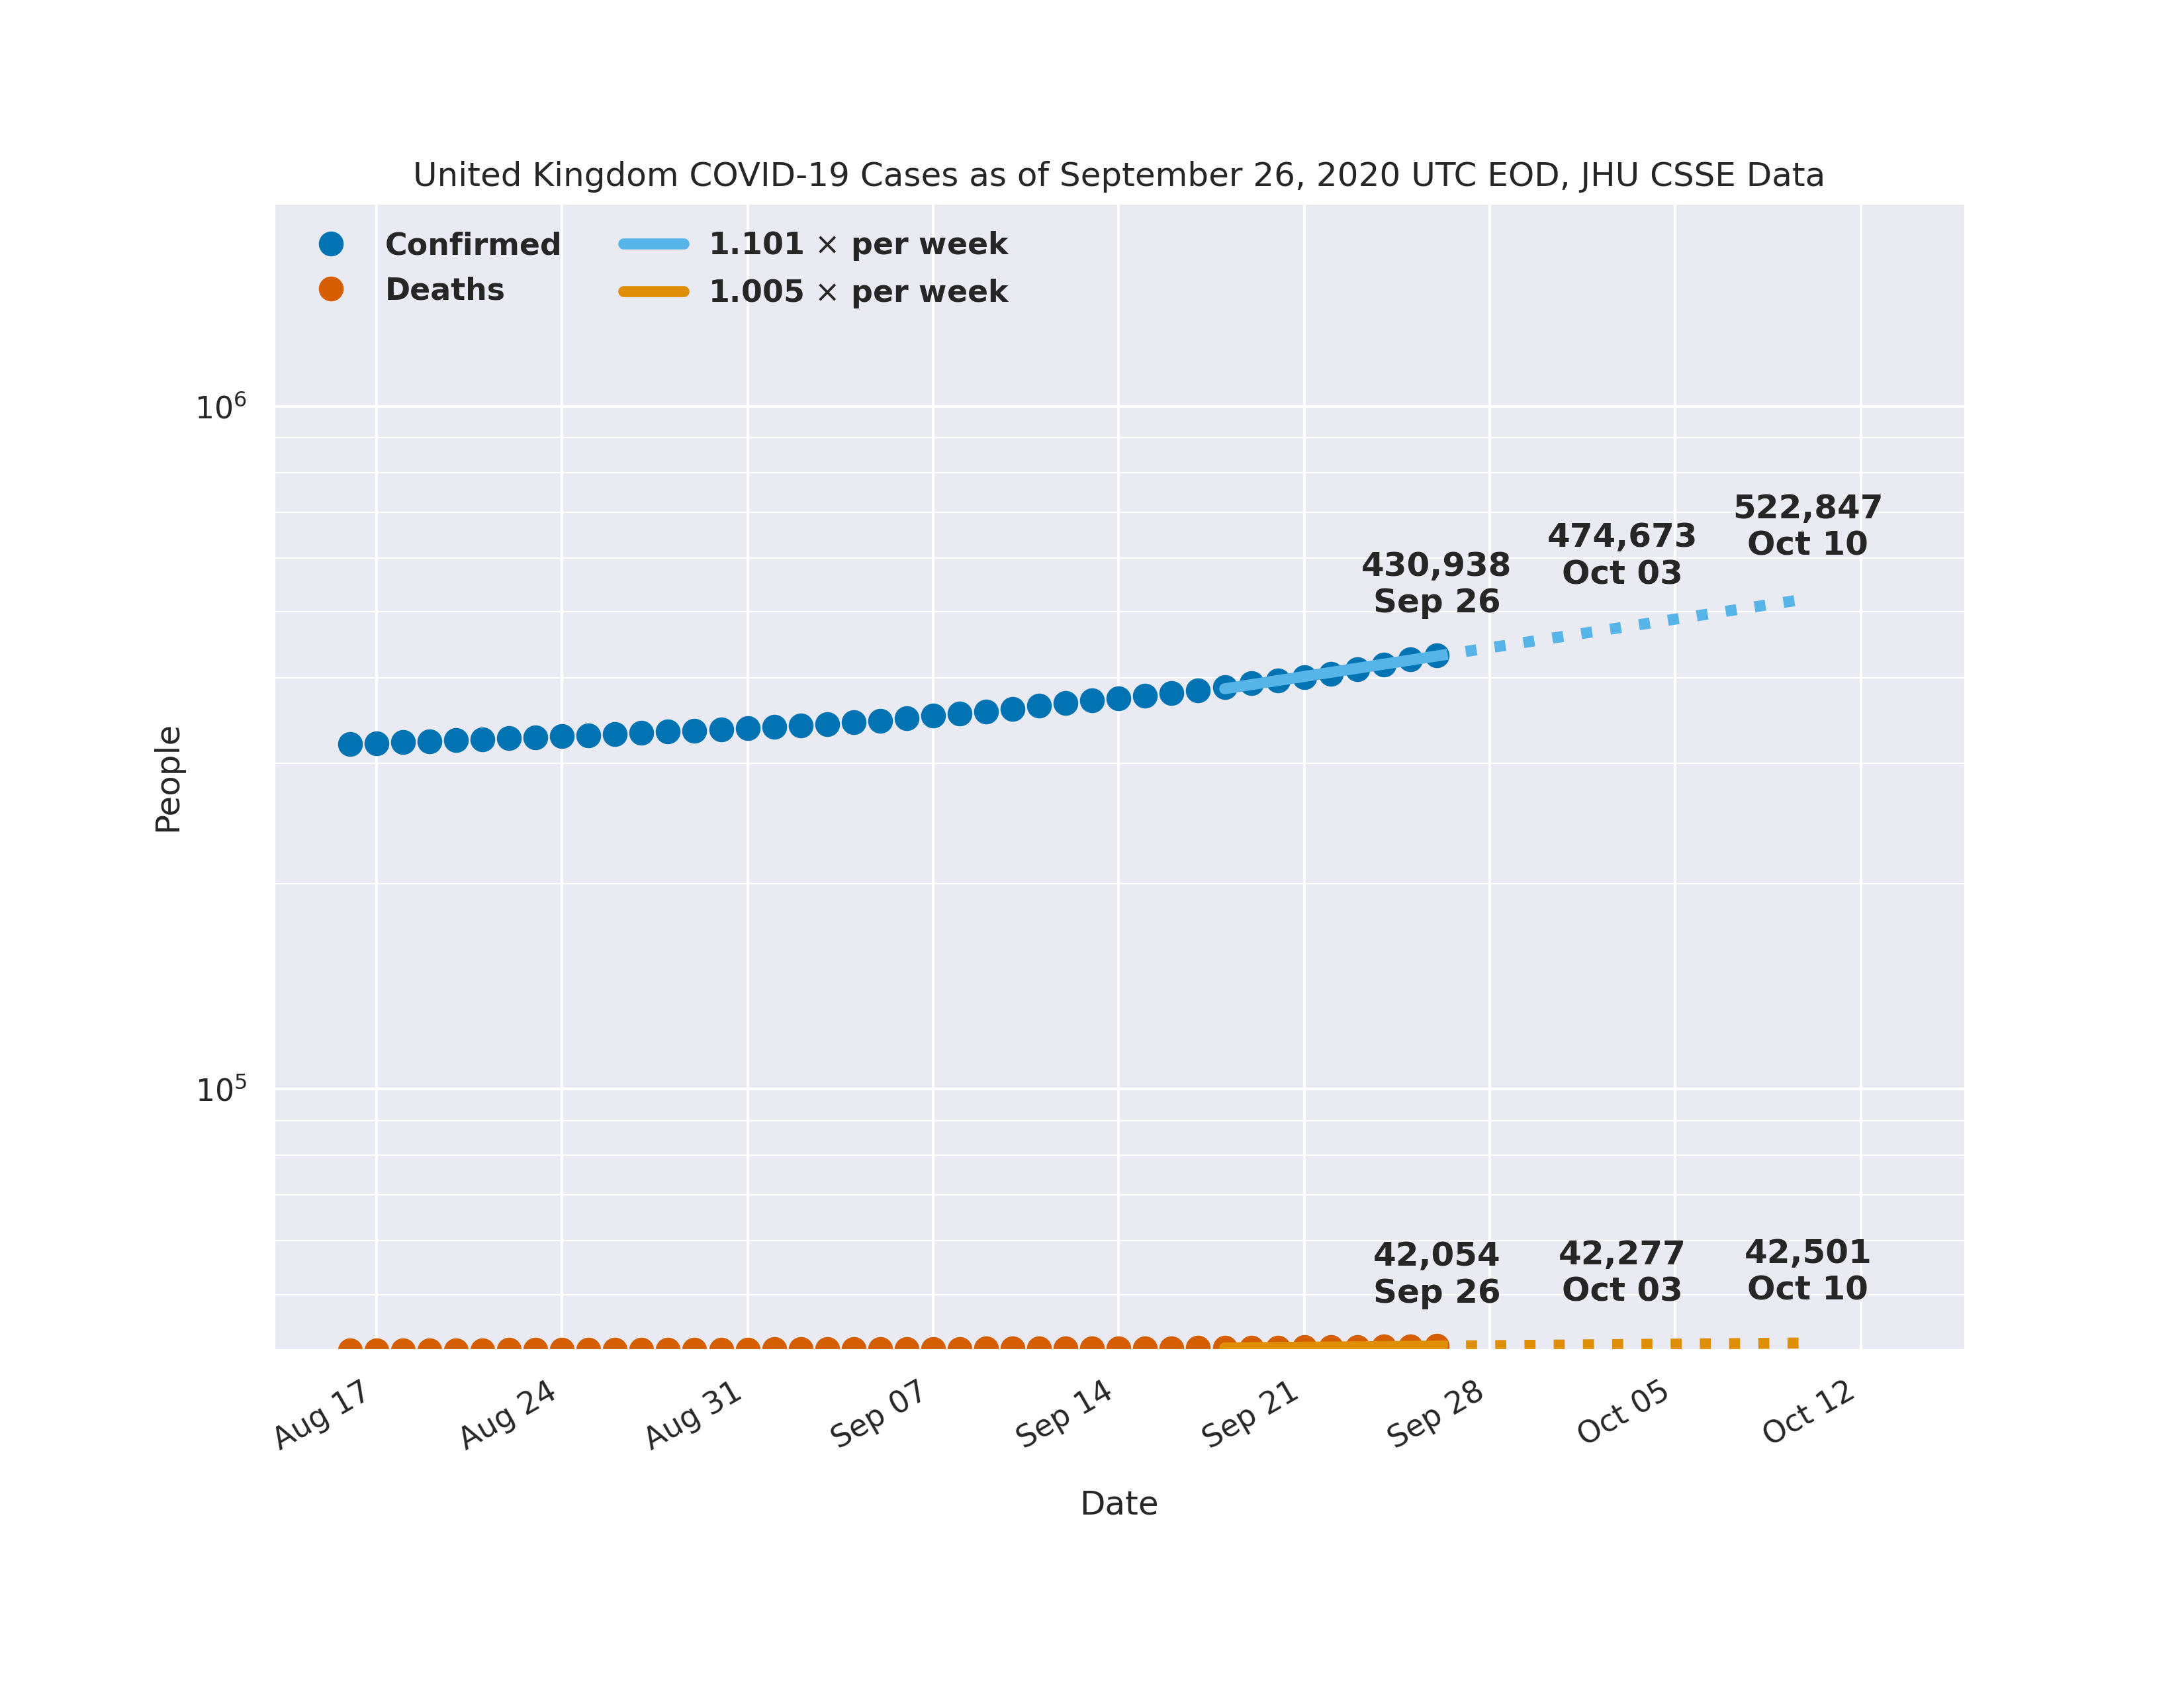 United Kingdom COVID-19 Cases as of September 26, 2020 UTC EOD, JHU CSSE Data
Confirmed
Deaths
1.101 × per week
1.005 × per week
10⁶
10⁵
People
430,938
Sep 26
474,673
Oct 03
522,847
Oct 10
42,054
Sep 26
42,277
Oct 03
42,501
Oct 10
Aug 17
Aug 24
Aug 31
Sep 07
Sep 14
Sep 21
Sep 28
Oct 05
Oct 12
Date